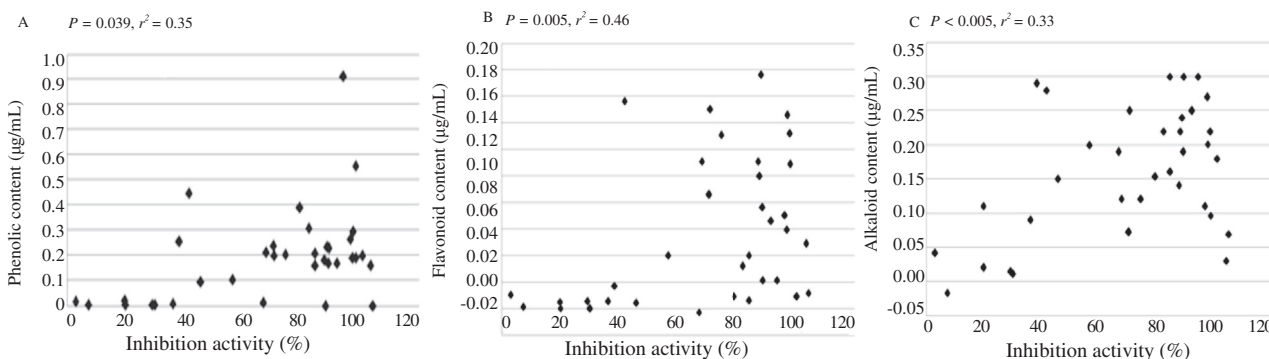 A P = 0.039, r² = 0.35
1.0
0.9
0.8
0.7
0.6
0.5
0.4
0.3
0.2
0.1
0
Phenolic content (μg/mL)
0 20 40 60 80 100 120
Inhibition activity (%)
B P = 0.005, r² = 0.46
0.20
0.18
0.16
0.14
0.12
0.10
0.08
0.06
0.04
0.02
0.00
-0.02
Flavonoid content (μg/mL)
0 20 40 60 80 100 120
Inhibition activity (%)
C P < 0.005, r² = 0.33
0.35
0.30
0.25
0.20
0.15
0.10
0.05
0.00
-0.05
Alkaloid content (μg/mL)
0 20 40 60 80 100 120
Inhibition activity (%)